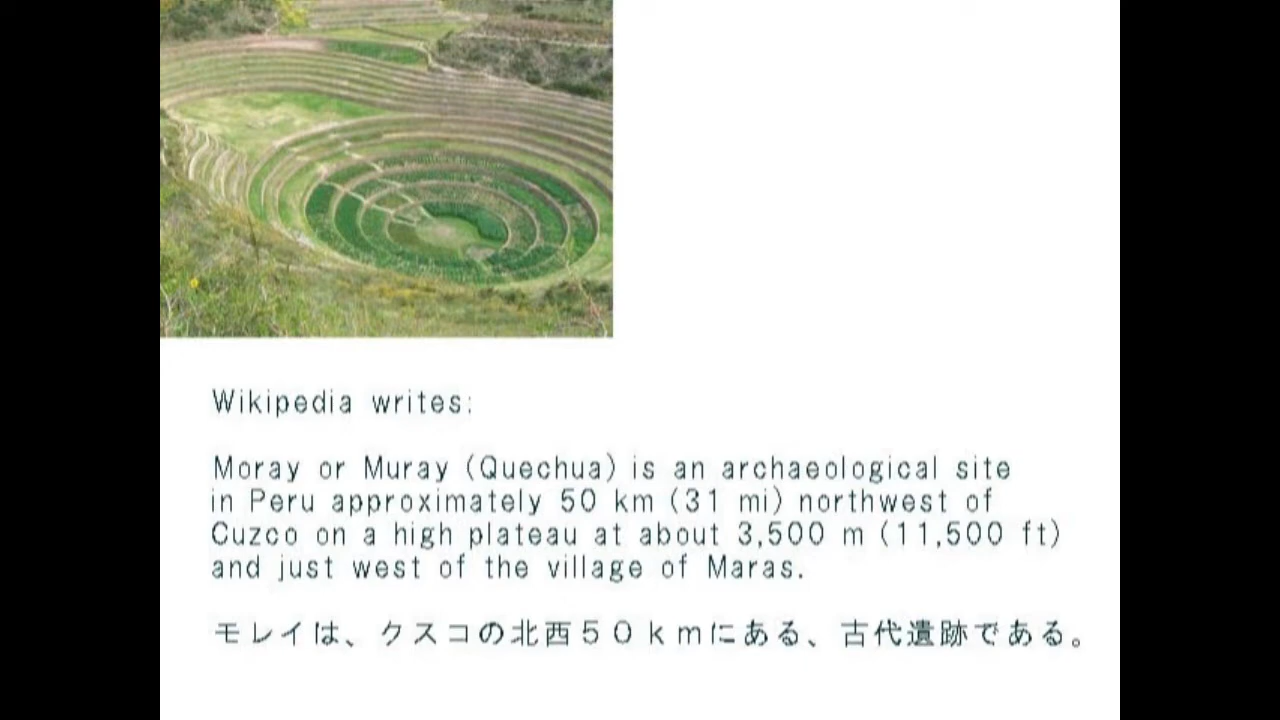 Wikipedia writes:
Moray or Muray (Quechua) is an archaeological site
in Peru approximately 50 km (31 mi) northwest of
Cuzco on a high plateau at about 3,500 m (11,500 ft)
and just west of the village of Maras.
モレイは、クスコの北西５０ｋｍにある、古代遺跡である。